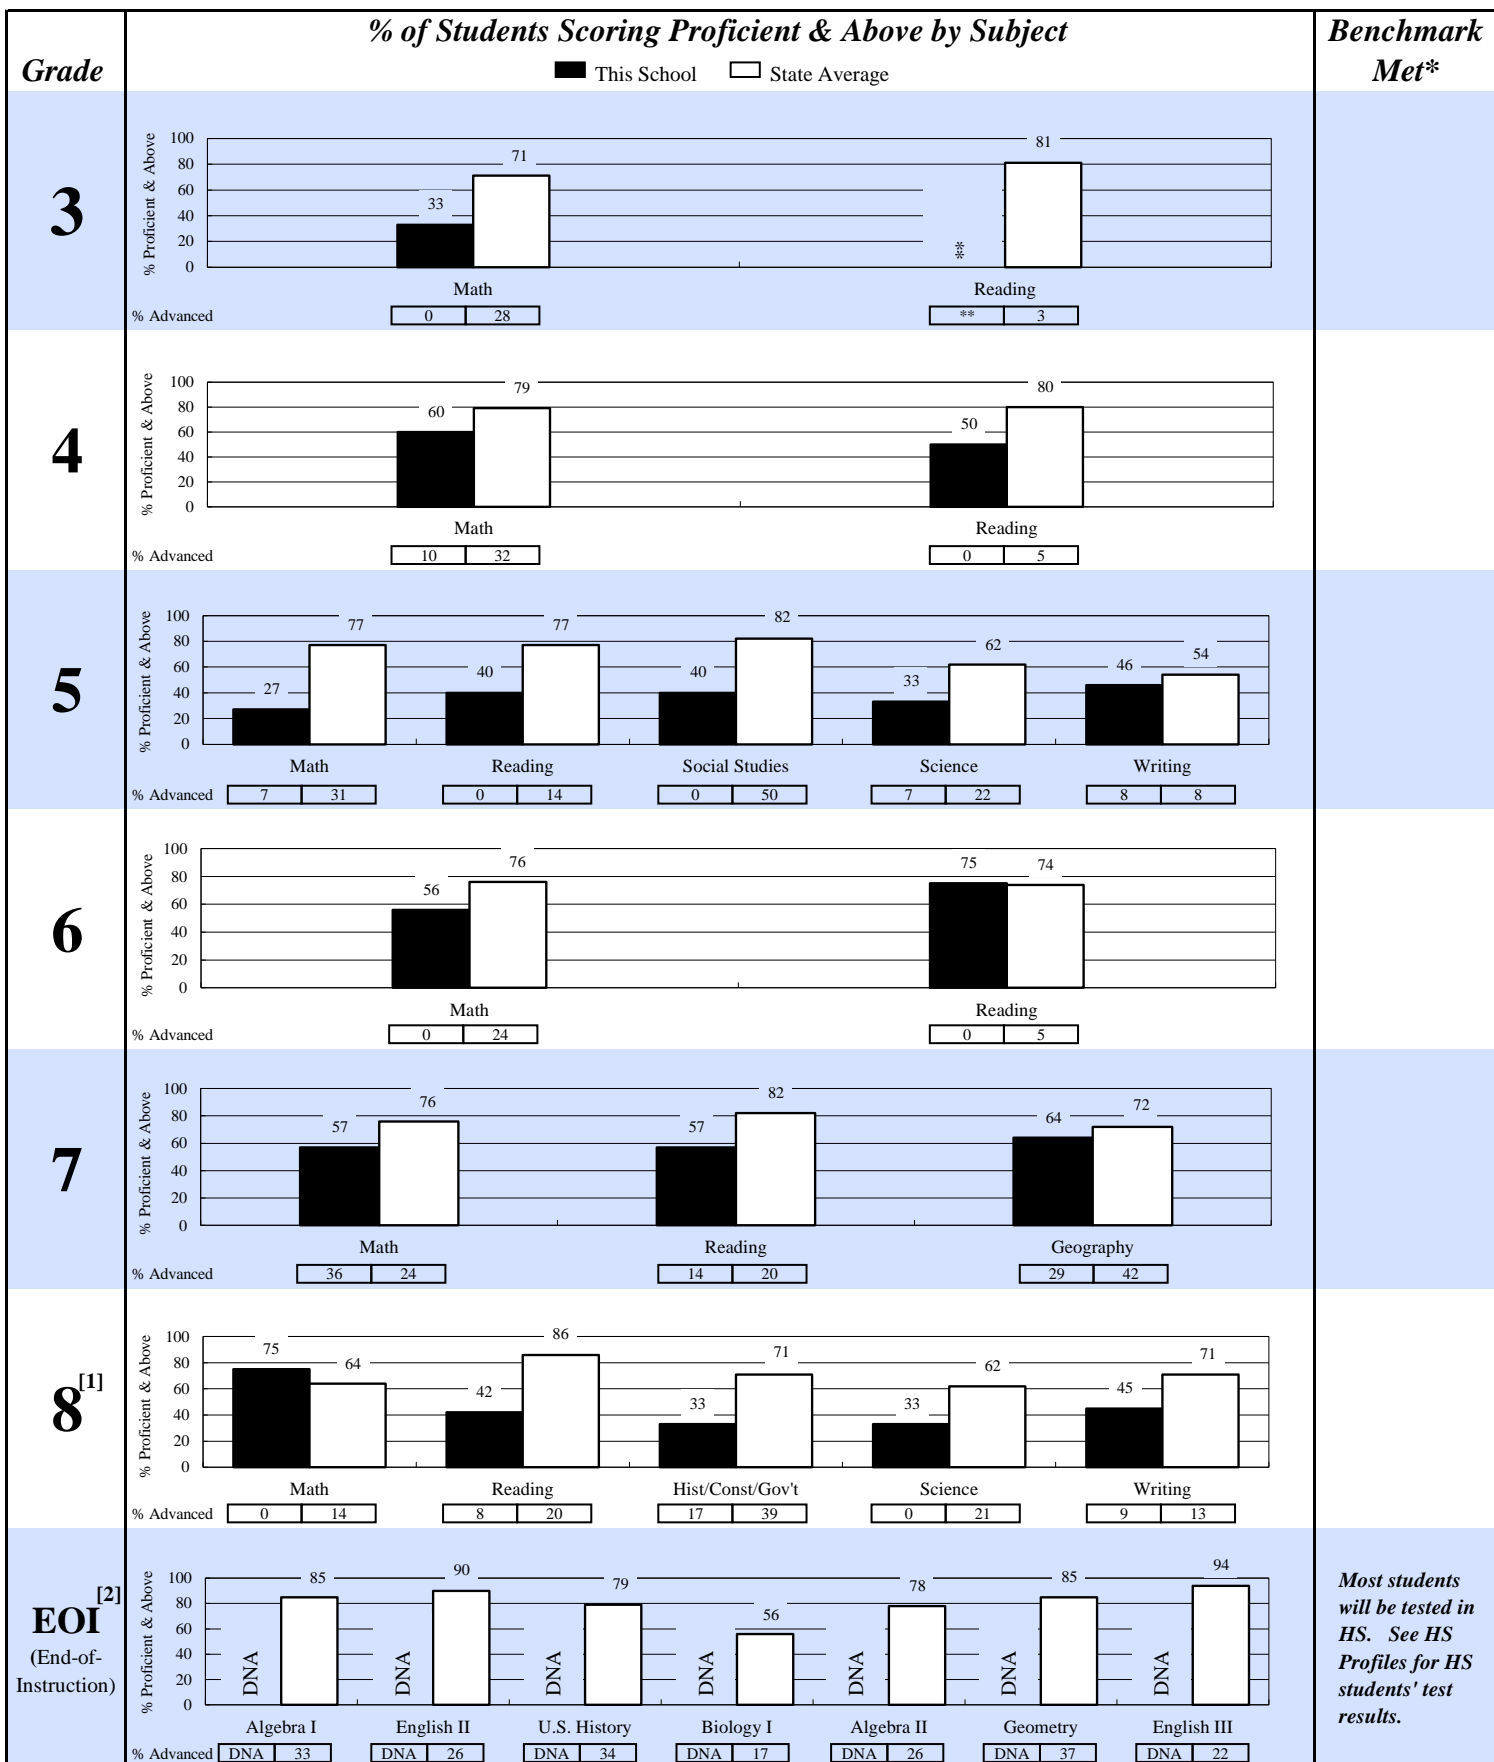 % of Students Scoring Proficient & Above by Subject
Benchmark
Met*
Grade
This School State Average
3
% Proficient & Above
100
80
60
40
20
0
33 71
** 81
Math Reading
% Advanced 0 28 ** 3
4
% Proficient & Above
100
80
60
40
20
0
60 79
50 80
Math Reading
% Advanced 10 32 0 5
5
% Proficient & Above
100
80
60
40
20
0
27 77
40 77
40 82
33 62
46 54
Math Reading Social Studies Science Writing
% Advanced 7 31 0 14 0 50 7 22 8 8
6
% Proficient & Above
100
80
60
40
20
0
56 76
75 74
Math Reading
% Advanced 0 24 0 5
7
% Proficient & Above
100
80
60
40
20
0
57 76
57 82
64 72
Math Reading Geography
% Advanced 36 24 14 20 29 42
8[1]
% Proficient & Above
100
80
60
40
20
0
75 64
42 86
33 71
33 62
45 71
Math Reading Hist/Const/Gov't Science Writing
% Advanced 0 14 8 20 17 39 0 21 9 13
EOI[2]
(End-of-
Instruction)
% Proficient & Above
100
80
60
40
20
0
DNA 85
DNA 90
DNA 79
DNA 56
DNA 78
DNA 85
DNA 94
Algebra I English II U.S. History Biology I Algebra II Geometry English III
% Advanced DNA 33 DNA 26 DNA 34 DNA 17 DNA 26 DNA 37 DNA 22
Most students
will be tested in
HS. See HS
Profiles for HS
students' test
results.